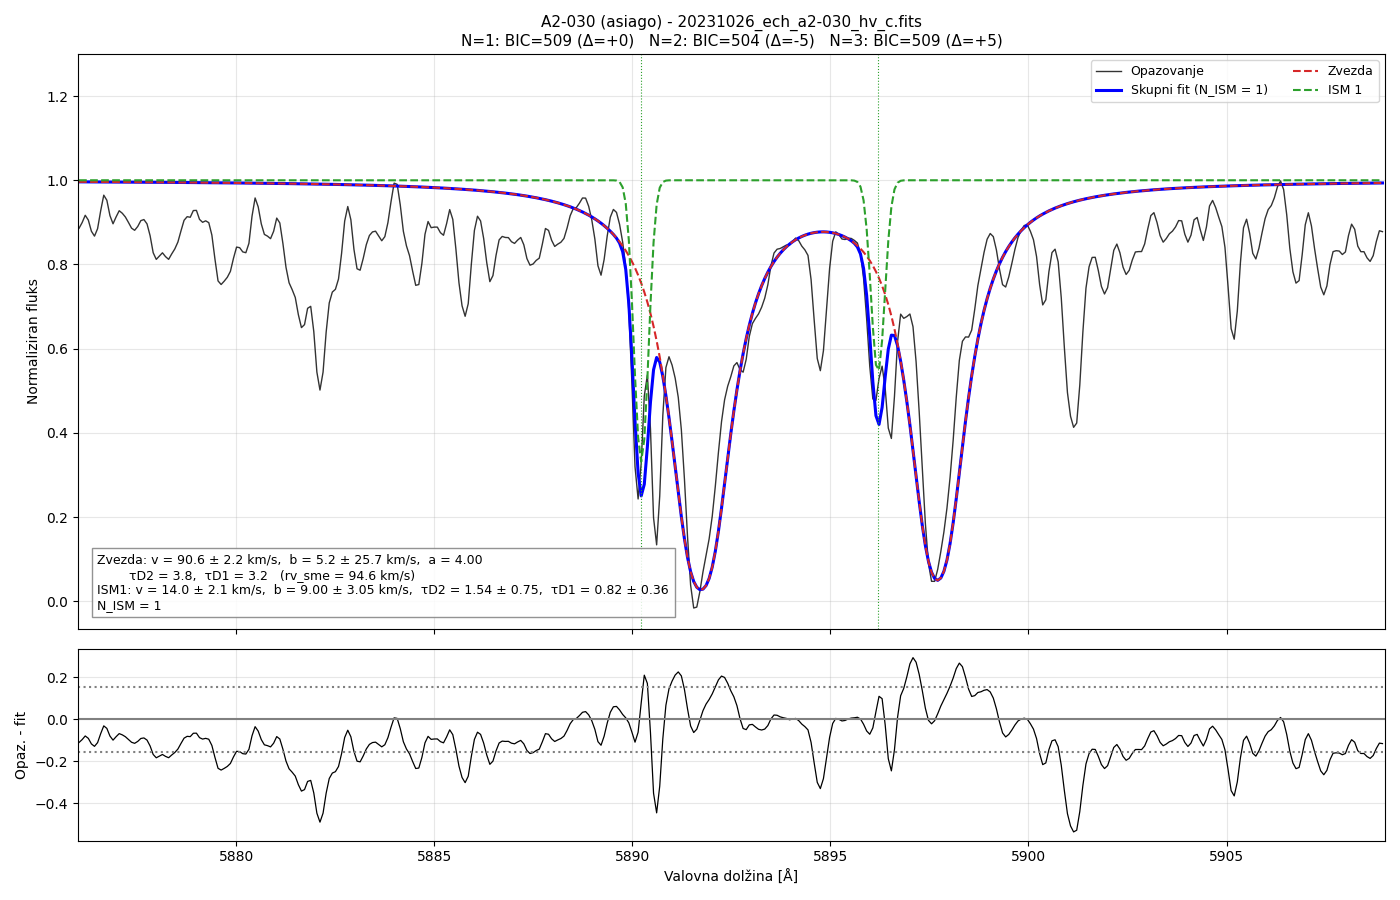 A2-030 (asiago) - 20231026_ech_a2-030_hv_c.fits
N=1: BIC=509 (Δ=+0)   N=2: BIC=504 (Δ=-5)   N=3: BIC=509 (Δ=+5)
Opazovanje
Skupni fit (N_ISM = 1)
Zvezda
ISM 1
Normaliziran fluks
1.2
1.0
0.8
0.6
0.4
0.2
0.0
Zvezda: v = 90.6 ± 2.2 km/s,  b = 5.2 ± 25.7 km/s,  a = 4.00
τD2 = 3.8,  τD1 = 3.2   (rv_sme = 94.6 km/s)
ISM1: v = 14.0 ± 2.1 km/s,  b = 9.00 ± 3.05 km/s,  τD2 = 1.54 ± 0.75,  τD1 = 0.82 ± 0.36
N_ISM = 1
Opaz. - fit
0.2
0.0
−0.2
−0.4
5880
5885
5890
5895
5900
5905
Valovna dolžina [Å]